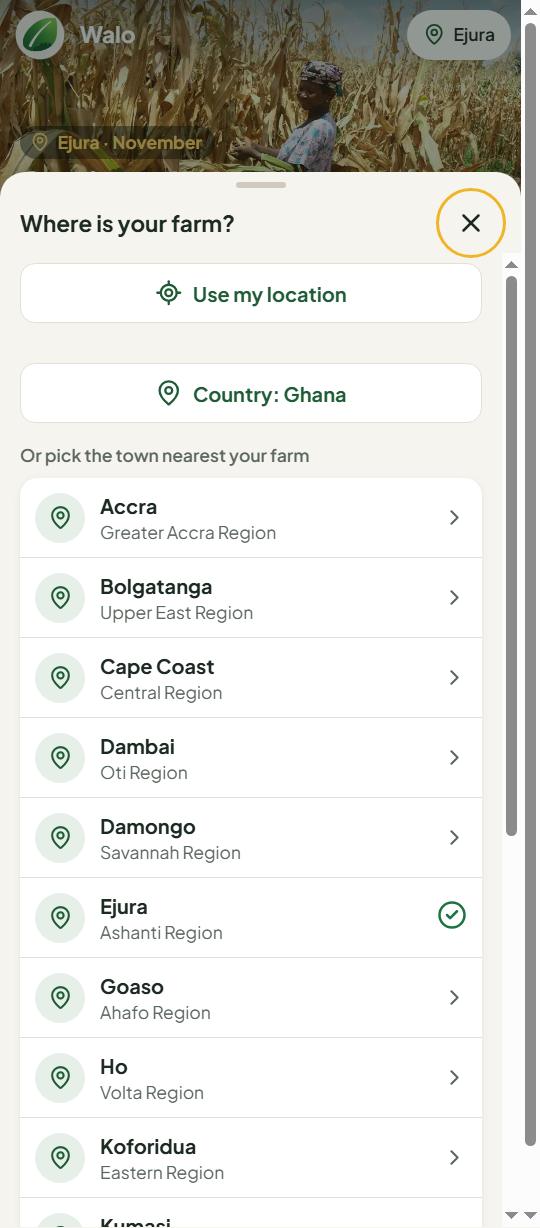 Walo
Ejura
Ejura · November
Where is your farm?
Use my location
Country: Ghana
Or pick the town nearest your farm
Accra
Greater Accra Region
Bolgatanga
Upper East Region
Cape Coast
Central Region
Dambai
Oti Region
Damongo
Savannah Region
Ejura
Ashanti Region
Goaso
Ahafo Region
Ho
Volta Region
Koforidua
Eastern Region
Kumasi